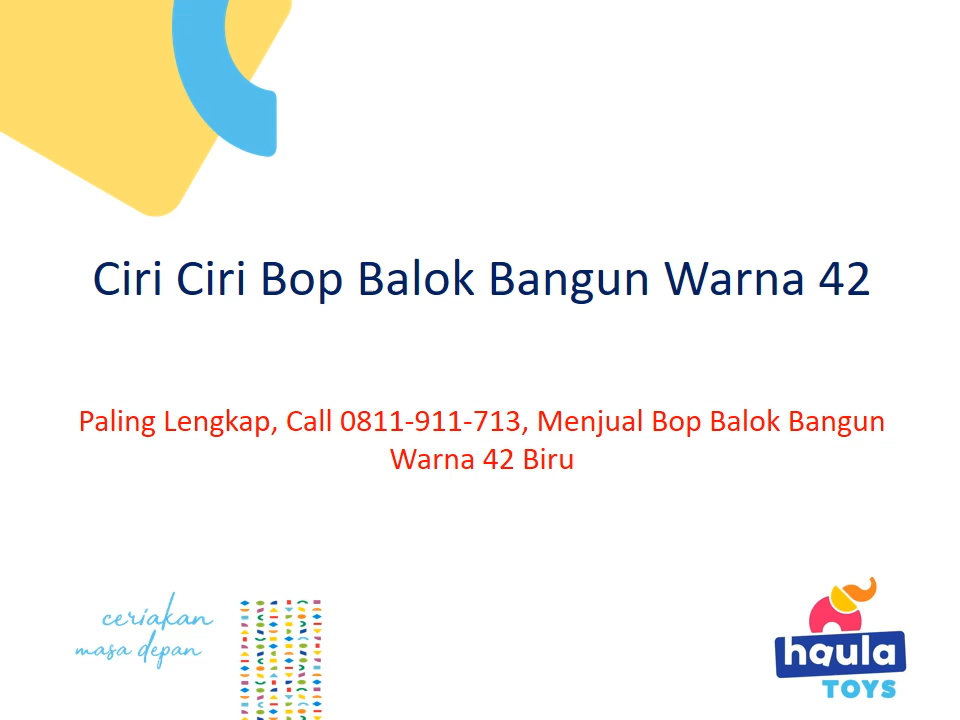 Ciri Ciri Bop Balok Bangun Warna 42
Paling Lengkap, Call 0811-911-713, Menjual Bop Balok Bangun
Warna 42 Biru
ceriakan
masa depan
haula
TOYS